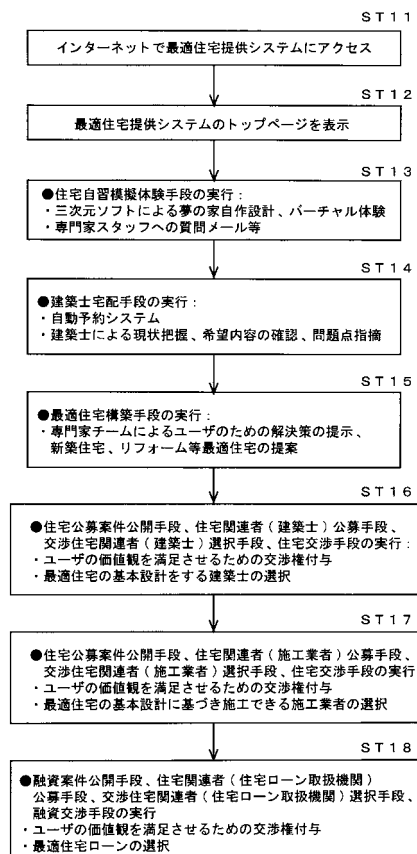 ST11
インターネットで最適住宅提供システムにアクセス
ST12
最適住宅提供システムのトップページを表示
ST13
●住宅自習模擬体験手段の実行：
・三次元ソフトによる夢の家自作設計、バーチャル体験
・専門家スタッフへの質問メール等
ST14
●建築士宅配手段の実行：
・自動予約システム
・建築士による現状把握、希望内容の確認、問題点指摘
ST15
●最適住宅構築手段の実行：
・専門家チームによるユーザのための解決策の提示、
新築住宅、リフォーム等最適住宅の提案
ST16
●住宅公募案件公開手段、住宅関連者（建築士）公募手段、
交渉住宅関連者（建築士）選択手段、住宅交渉手段の実行：
・ユーザの価値観を満足させるための交渉権付与
・最適住宅の基本設計をする建築士の選択
ST17
●住宅公募案件公開手段、住宅関連者（施工業者）公募手段、
交渉住宅関連者（施工業者）選択手段、住宅交渉手段の実行
・ユーザの価値観を満足させるための交渉権付与
・最適住宅の基本設計に基づき施工できる施工業者の選択
ST18
●融資案件公開手段、住宅関連者（住宅ローン取扱機関）
公募手段、交渉住宅関連者（住宅ローン取扱機関）選択手段、
融資交渉手段の実行
・ユーザの価値観を満足させるための交渉権付与
・最適住宅ローンの選択